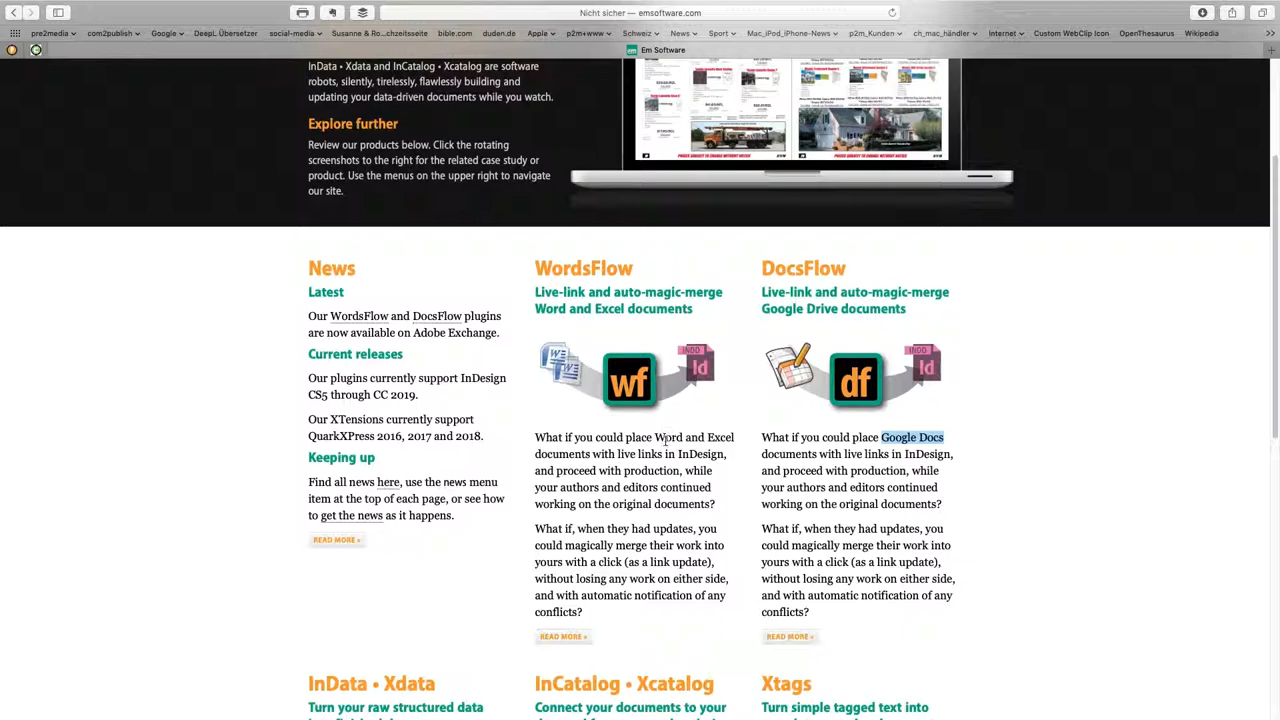 Nicht sicher — emsoftware.com
pre2media
com2publish
Google
DeepL Übersetzer
social-media
Susanne & Ro...chzeitsseite
bible.com
duden.de
Apple
p2m+www
Schweiz
News
Sport
Mac_iPod_iPhone-News
p2m_Kunden
ch_mac_händler
Internet
Custom WebClip Icon
OpenThesaurus
Wikipedia
em Em Software
InData • Xdata and InCatalog • Xcatalog are software
updating your data and documents while you wish.
Explore further
Review our products below. Click the rotating
screenshots to the right for the reated case study or
product. Use the menus on the upper right to navigate
our site.
News
Latest
Our WordsFlow and DocsFlow plugins
are now available on Adobe Exchange.
Current releases
Our plugins currently support InDesign
CS5 through CC 2019.
Our XTensions currently support
QuarkXPress 2016, 2017 and 2018.
Keeping up
Find all news here, use the news menu
item at the top of each page, or see how
to get the news as it happens.
READ MORE »
WordsFlow
Live-link and auto-magic-merge
Word and Excel documents
wf
INDD
Id
What if you could place Word and Excel
documents with live links in InDesign,
and proceed with production, while
your authors and editors continued
working on the original documents?
What if, when they had updates, you
could magically merge their work into
yours with a click (as a link update),
without losing any work on either side,
and with automatic notification of any
conflicts?
READ MORE »
DocsFlow
Live-link and auto-magic-merge
Google Drive documents
df
INDD
Id
What if you could place Google Docs
documents with live links in InDesign,
and proceed with production, while
your authors and editors continued
working on the original documents?
What if, when they had updates, you
could magically merge their work into
yours with a click (as a link update),
without losing any work on either side,
and with automatic notification of any
conflicts?
READ MORE »
InData • Xdata
Turn your raw structured data
InCatalog • Xcatalog
Connect your documents to your
Xtags
Turn simple tagged text into